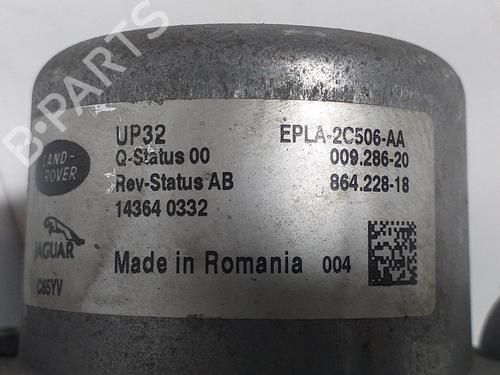 B-PARTS
LAND-
ROVER
JAGUAR
C85YV
UP32
Q-Status 00
Rev-Status AB
14364 0332
EPLA-2C506-AA
009.286-20
864.228-18
Made in Romania 004